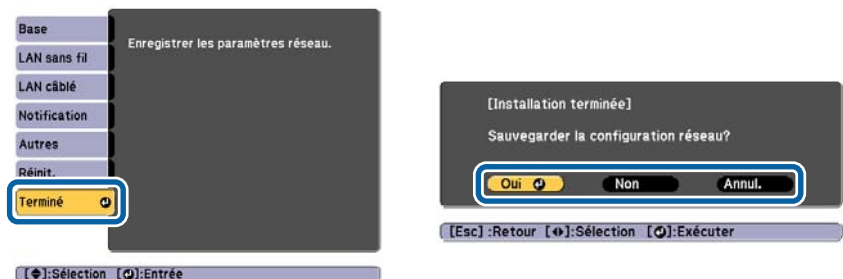 Base
Enregistrer les paramètres réseau.
LAN sans fil
LAN câblé
Notification
Autres
Réinit.
Terminé
[ ]:Sélection [ ]:Entrée
[Installation terminée]
Sauvegarder la configuration réseau?
Oui Non Annul.
[Esc] :Retour [ ]:Sélection [ ]:Exécuter